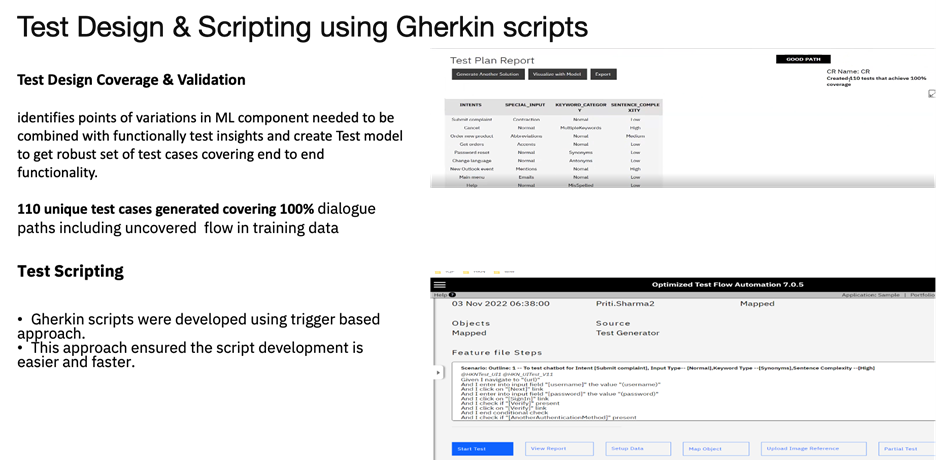 Test Design & Scripting using Gherkin scripts
Test Design Coverage & Validation
identifies points of variations in ML component needed to be
combined with functionally test insights and create Test model
to get robust set of test cases covering end to end
functionality.
110 unique test cases generated covering 100% dialogue
paths including uncovered flow in training data
Test Scripting
• Gherkin scripts were developed using trigger based
approach.
• This approach ensured the script development is
easier and faster.
Test Plan Report
Generate Another Solution Visualize with Model Export
GOOD PATH
CR Name: CR
Created 110 tests that achieve 100%
coverage
INTENTS SPECIAL_INPUT KEYWORD_CATEGOR SENTENCE_COMPLE
Y XITY
Submit complaint Contraction Nomal Low
Cancel Normal MultipleKeywords High
Order new product Abbreviations Nomal Medium
Get orders Accents Nomal Low
Password reset Normal Synonyms Low
Change language Normal Antonyms Low
New Outlook event Mentions Nomal High
Main menu Emails Nomal Low
Help Normal MisSpelled Low
Optimized Test Flow Automation 7.0.5
Help ? Application: Sample | Portfolio
03 Nov 2022 06:38:00 Priti.Sharma2 Mapped
Objects Source
Mapped Test Generator
Feature file Steps
Scenario: Outline: 1 -- To test chatbot for Intent [Submit complaint], Input Type-- [Normal],Keyword Type --[Synonyms],Sentence Complexity --[High]
Given I navigate to "(url)"
And I enter into input field "[username]" the value "(username)"
And I click on "[Next]" link
And I enter into input field "[password]" the value "(password)"
And I click on "[SignIn]" link
And I check if "[Verify]" present
And I click on "[Verify]" link
And I end conditional check
And I check if "[AnotherAuthenticationMethod]" present
Start Test View Report Setup Data Map Object Upload Image Reference Partial Test